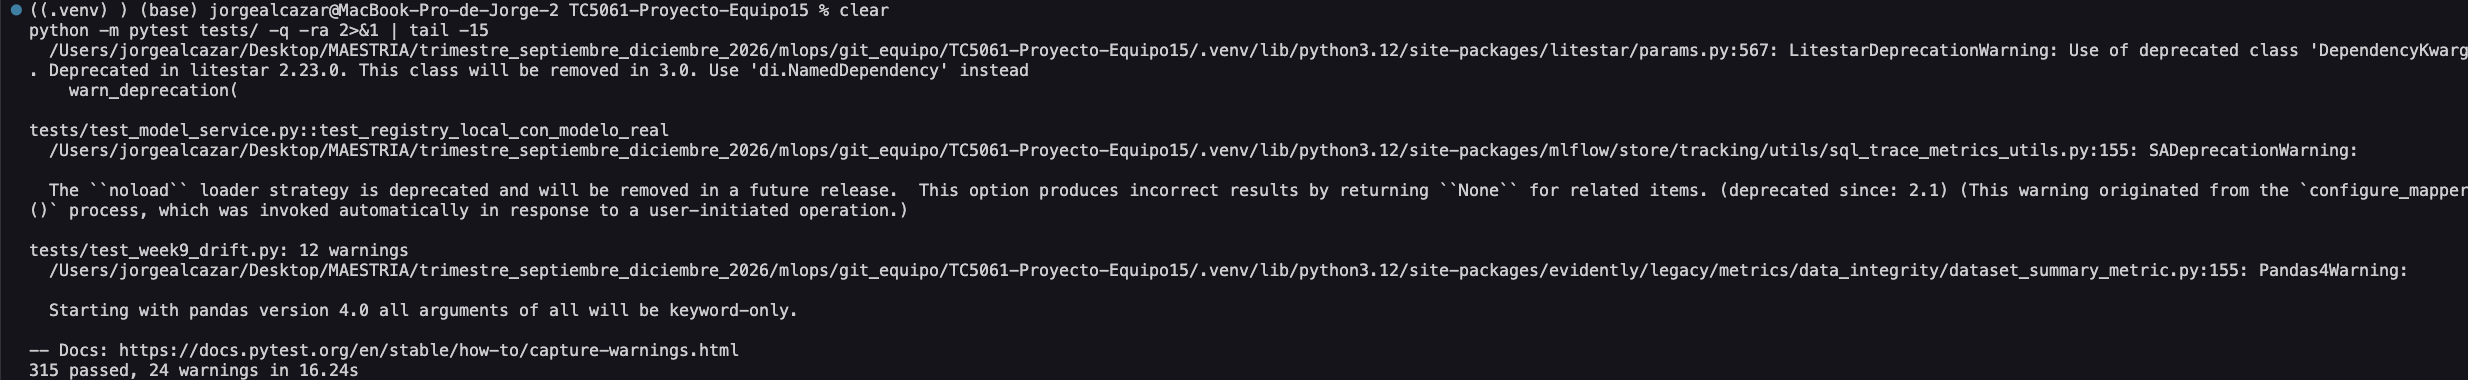 ((.venv) ) (base) jorgealcazar@MacBook-Pro-de-Jorge-2 TC5061-Proyecto-Equipo15 % clear
python -m pytest tests/ -q -ra 2>&1 | tail -15
/Users/jorgealcazar/Desktop/MAESTRIA/trimestre_septiembre_diciembre_2026/mlops/git_equipo/TC5061-Proyecto-Equipo15/.venv/lib/python3.12/site-packages/litestar/params.py:567: LitestarDeprecationWarning: Use of deprecated class 'DependencyKwarg
. Deprecated in litestar 2.23.0. This class will be removed in 3.0. Use 'di.NamedDependency' instead
warn_deprecation(
tests/test_model_service.py::test_registry_local_con_modelo_real
/Users/jorgealcazar/Desktop/MAESTRIA/trimestre_septiembre_diciembre_2026/mlops/git_equipo/TC5061-Proyecto-Equipo15/.venv/lib/python3.12/site-packages/mlflow/store/tracking/utils/sql_trace_metrics_utils.py:155: SADeprecationWarning:
The ``noload`` loader strategy is deprecated and will be removed in a future release.  This option produces incorrect results by returning ``None`` for related items. (deprecated since: 2.1) (This warning originated from the `configure_mapper
()` process, which was invoked automatically in response to a user-initiated operation.)
tests/test_week9_drift.py: 12 warnings
/Users/jorgealcazar/Desktop/MAESTRIA/trimestre_septiembre_diciembre_2026/mlops/git_equipo/TC5061-Proyecto-Equipo15/.venv/lib/python3.12/site-packages/evidently/legacy/metrics/data_integrity/dataset_summary_metric.py:155: Pandas4Warning:
Starting with pandas version 4.0 all arguments of all will be keyword-only.
-- Docs: https://docs.pytest.org/en/stable/how-to/capture-warnings.html
315 passed, 24 warnings in 16.24s